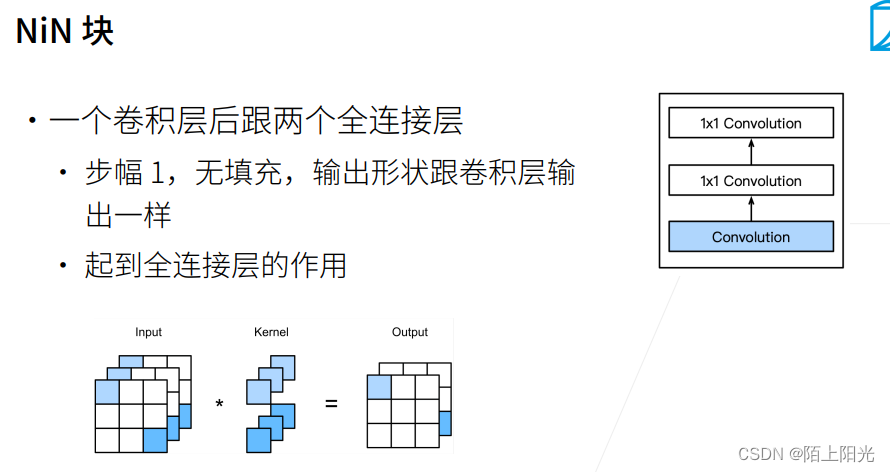 NiN 块
• 一个卷积层后跟两个全连接层
• 步幅 1，无填充，输出形状跟卷积层输
出一样
• 起到全连接层的作用
1x1 Convolution
1x1 Convolution
Convolution
Input
Kernel
Output
*
=
CSDN @陌上阳光